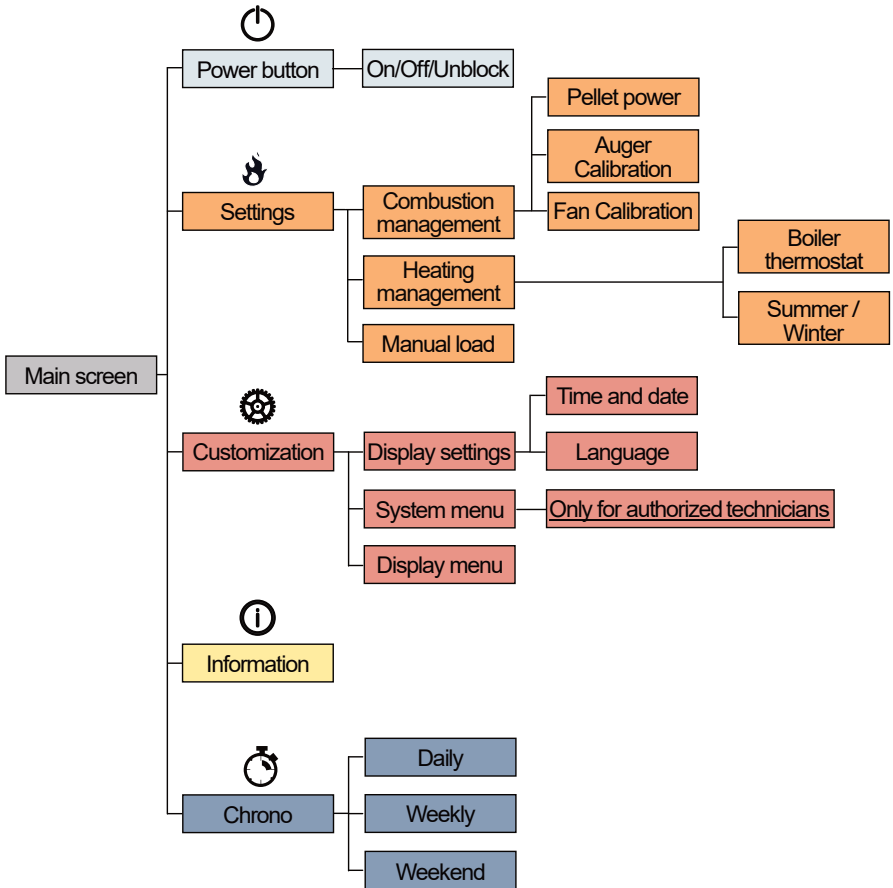 Power button
On/Off/Unblock
Pellet power
Auger
Calibration
Settings
Combustion
management
Fan Calibration
Heating
management
Boiler
thermostat
Summer /
Winter
Manual load
Main screen
Customization
Display settings
Time and date
Language
System menu
Only for authorized technicians
Display menu
Information
Chrono
Daily
Weekly
Weekend